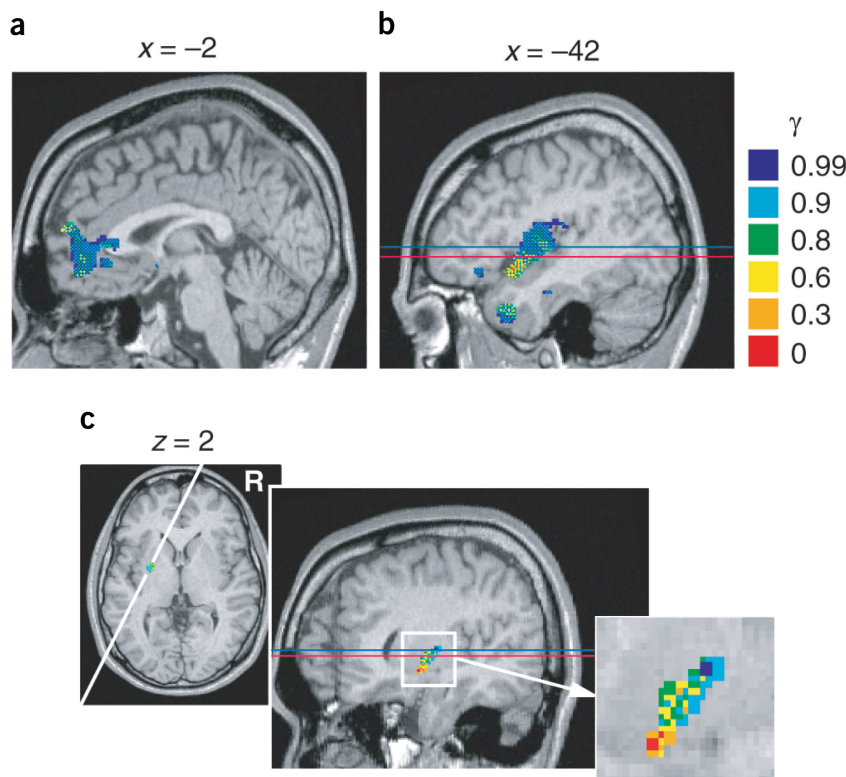 a
x = –2
b
x = –42
γ
0.99
0.9
0.8
0.6
0.3
0
c
z = 2
R